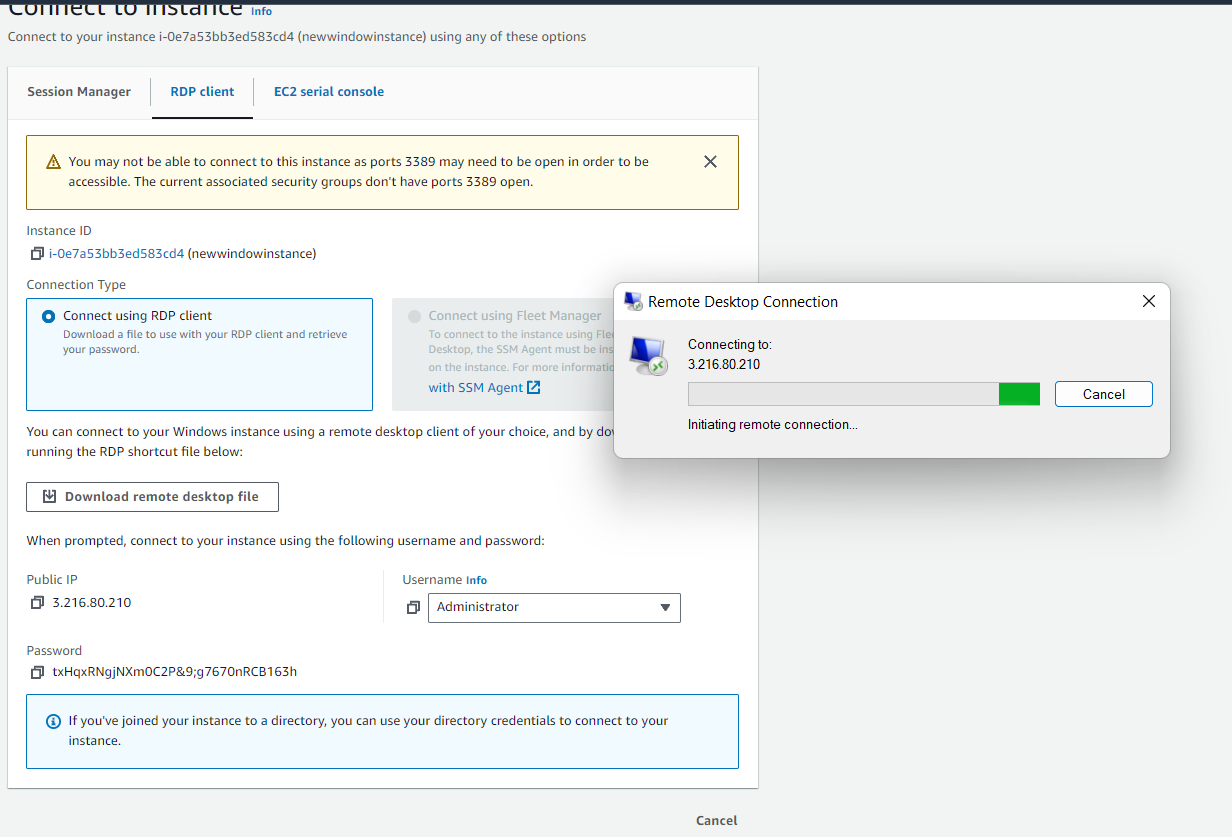 Connect to instance Info
Connect to your instance i-0e7a53bb3ed583cd4 (newwindowinstance) using any of these options
Session Manager
RDP client
EC2 serial console
You may not be able to connect to this instance as ports 3389 may need to be open in order to be
accessible. The current associated security groups don't have ports 3389 open.
Instance ID
i-0e7a53bb3ed583cd4 (newwindowinstance)
Connection Type
Connect using RDP client
Download a file to use with your RDP client and retrieve
your password.
Connect using Fleet Manager
To connect to the instance using
Desktop, the SSM Agent must be
on the instance. For more
with SSM Agent
Remote Desktop Connection
Connecting to:
3.216.80.210
Cancel
Initiating remote connection...
You can connect to your Windows instance using a remote desktop client of your choice, and by
running the RDP shortcut file below:
Download remote desktop file
When prompted, connect to your instance using the following username and password:
Public IP
3.216.80.210
Username Info
Administrator
Password
txHqxRNgjNXm0C2P&9;g7670nRCB163h
If you've joined your instance to a directory, you can use your directory credentials to connect to your
instance.
Cancel